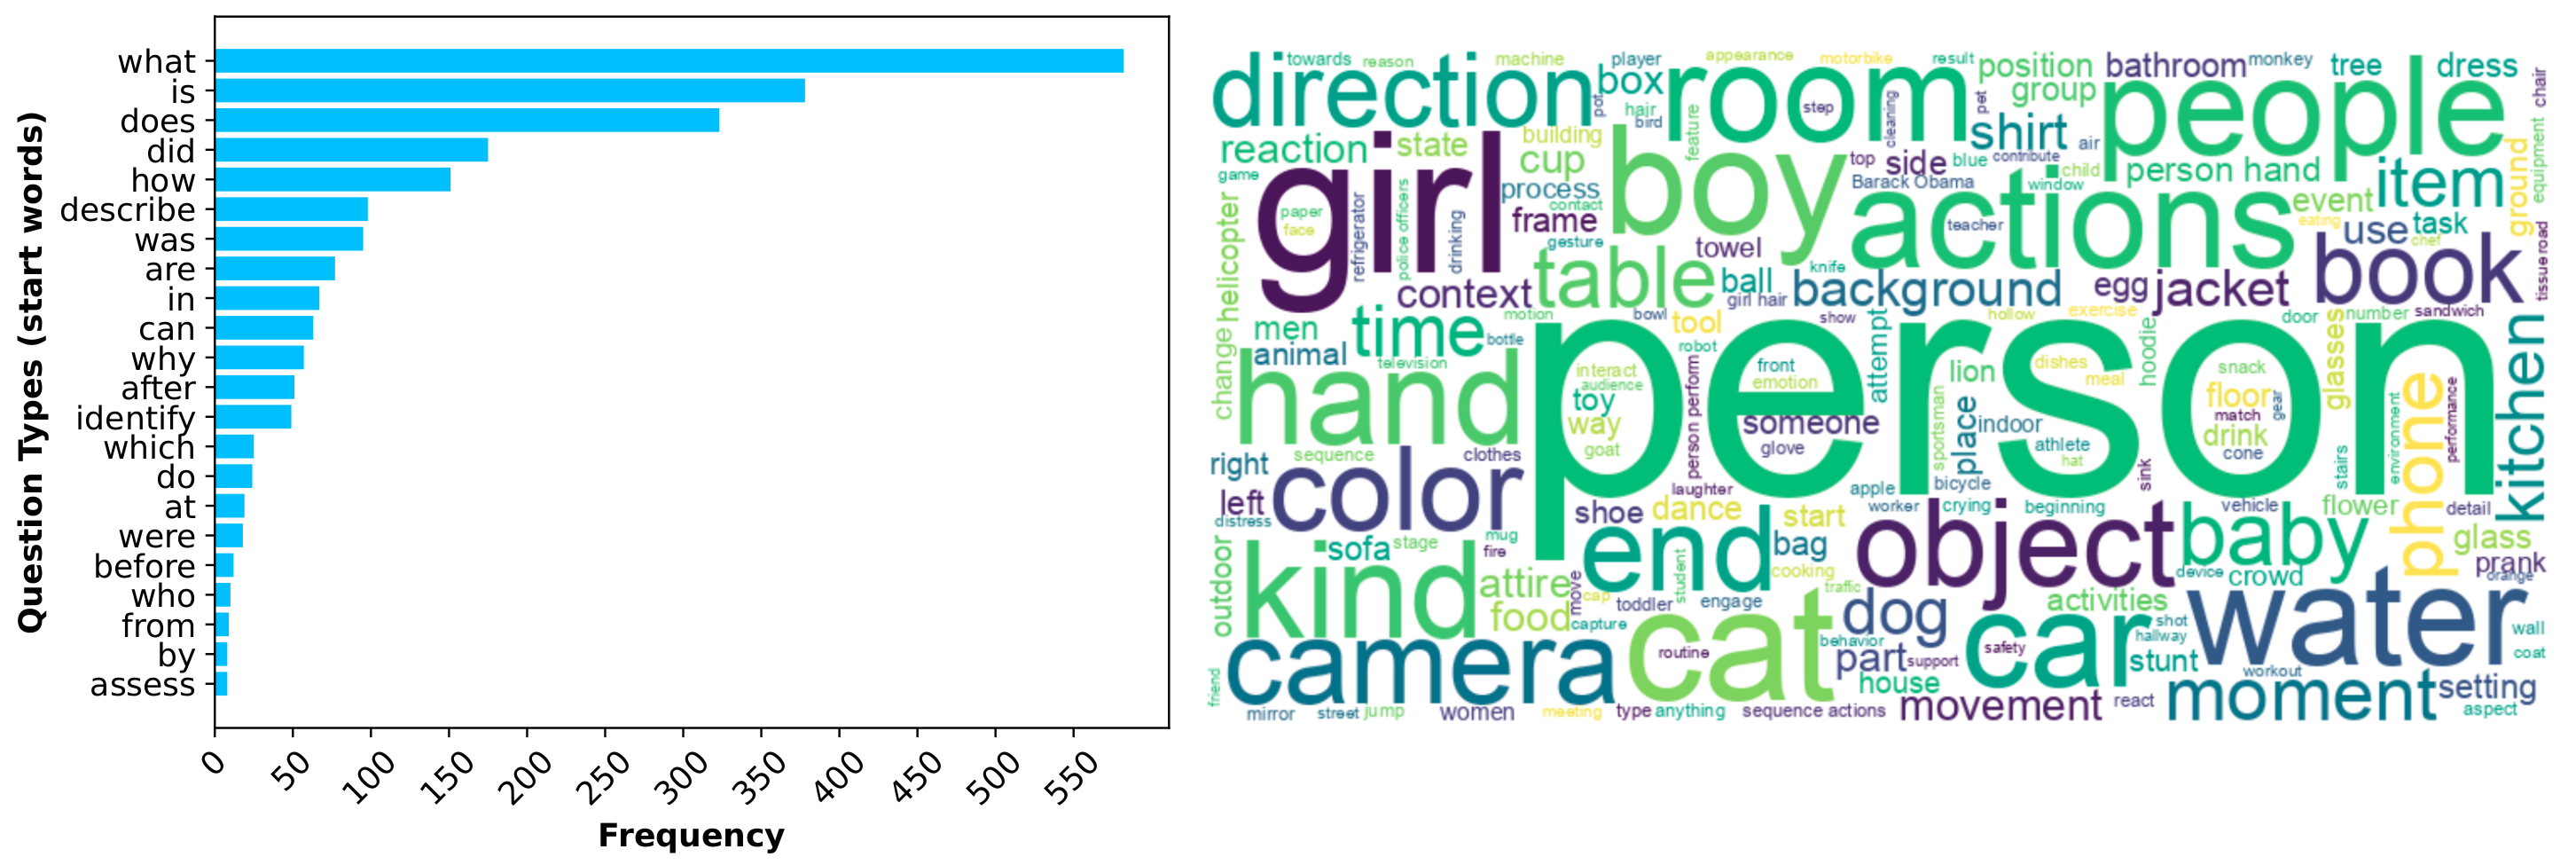 Question Types (start words)
what
is
does
did
how
describe
was
are
in
can
why
after
identify
which
do
at
were
before
who
from
by
assess
0
50
100
150
200
250
300
350
400
450
500
550
Frequency
towards
reason
machine
player
appearance
motorbike
result
position
bathroom
monkey
tree
dress
chair
direction
box
room
people
pot
hair
bird
feature
step
cleaning
pet
group
shirt
air
reaction
state
building
cup
boy
top
side
blue
contribute
child
person hand
item
ground
equipment
game
girl
process
contact
Barack Obama
window
actions
event
paper
face
refrigerator
police officers
drinking
frame
gesture
towel
teacher
eating
use
task
chef
book
tissue road
helicopter
context
table
ball
knife
girl hair
background
egg
jacket
men
time
motion
bottle
bowl
tool
show
attempt
hollow
exercise
door
number
sandwich
animal
television
robot
person
change
hand
interact
audience
toy
way
goat
person perform
front
emotion
someone
glove
lion
dishes
meal
hoodie
snack
floor
match
gear
drink
cone
glasses
phone
performance
kitchen
sportsman
place
indoor
athlete
hat
sink
stairs
environment
right
sequence
clothes
left
color
distress
laughter
apple
bicycle
shoe
dance
start
worker
crying
beginning
vehicle
flower
detail
outdoor
kind
sofa
stage
mug
fire
end
bag
object
baby
glass
prank
orange
attire
move
cap
student
cooking
traffic
device
crowd
food
capture
toddler
engage
dog
activities
water
friend
camera
cat
behavior
car
shot
hallway
wall
coat
routine
part
support
safety
stunt
house
workout
moment
setting
aspect
mirror
street
jump
women
meeting
type
anything
sequence actions
movement
react